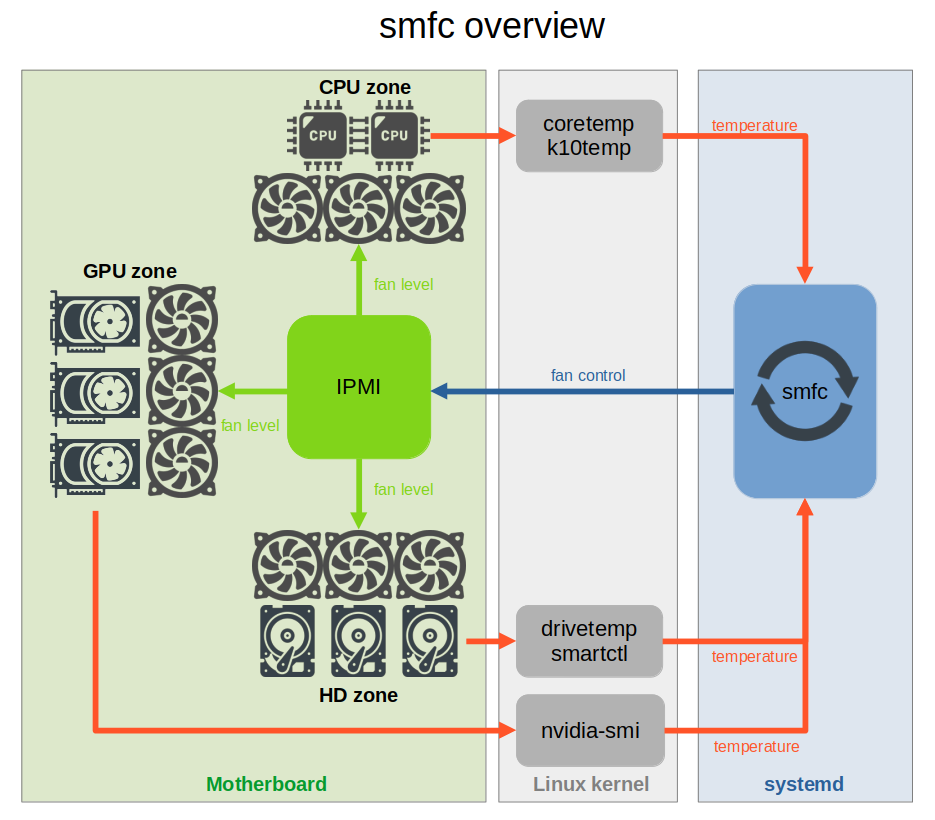 smfc overview
CPU zone
CPU
CPU
coretemp
k10temp
temperature
GPU zone
fan level
IPMI
fan control
smfc
fan level
fan level
drivetemp
smartctl
temperature
HD zone
nvidia-smi
temperature
Motherboard
Linux kernel
systemd